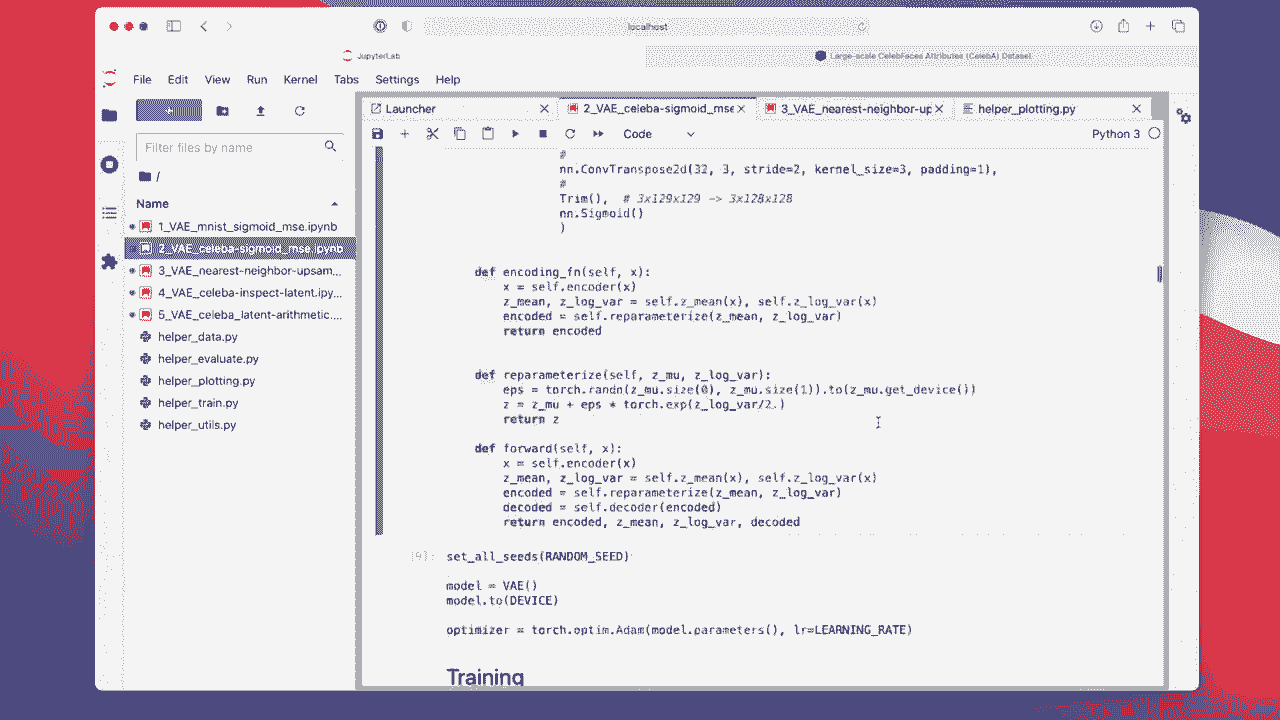 localhost
JupyterLab
Large-scale CelebFaces Attributes (CelebA) Dataset
File Edit View Run Kernel Tabs Settings Help
Launcher
2_VAE_celeba-sigmoid_mse
3_VAE_nearest-neighbor-up
helper_plotting.py
Code
Python 3
Filter files by name
/
Name
1_VAE_mnist_sigmoid_mse.ipynb
2_VAE_celeba-sigmoid_mse.ipynb
3_VAE_nearest-neighbor-upsam...
4_VAE_celeba-inspect-latent.ipy...
5_VAE_celeba_latent-arithmetic....
helper_data.py
helper_evaluate.py
helper_plotting.py
helper_train.py
helper_utils.py
#
nn.ConvTranspose2d(32, 3, stride=2, kernel_size=3, padding=1),
#
Trim(),  # 3x129x129 -> 3x128x128
nn.Sigmoid()
)
def encoding_fn(self, x):
x = self.encoder(x)
z_mean, z_log_var = self.z_mean(x), self.z_log_var(x)
encoded = self.reparameterize(z_mean, z_log_var)
return encoded
def reparameterize(self, z_mu, z_log_var):
eps = torch.randn(z_mu.size(0), z_mu.size(1)).to(z_mu.get_device())
z = z_mu + eps * torch.exp(z_log_var/2.)
return z
def forward(self, x):
x = self.encoder(x)
z_mean, z_log_var = self.z_mean(x), self.z_log_var(x)
encoded = self.reparameterize(z_mean, z_log_var)
decoded = self.decoder(encoded)
return encoded, z_mean, z_log_var, decoded
[9]: set_all_seeds(RANDOM_SEED)
model = VAE()
model.to(DEVICE)
optimizer = torch.optim.Adam(model.parameters(), lr=LEARNING_RATE)
Training